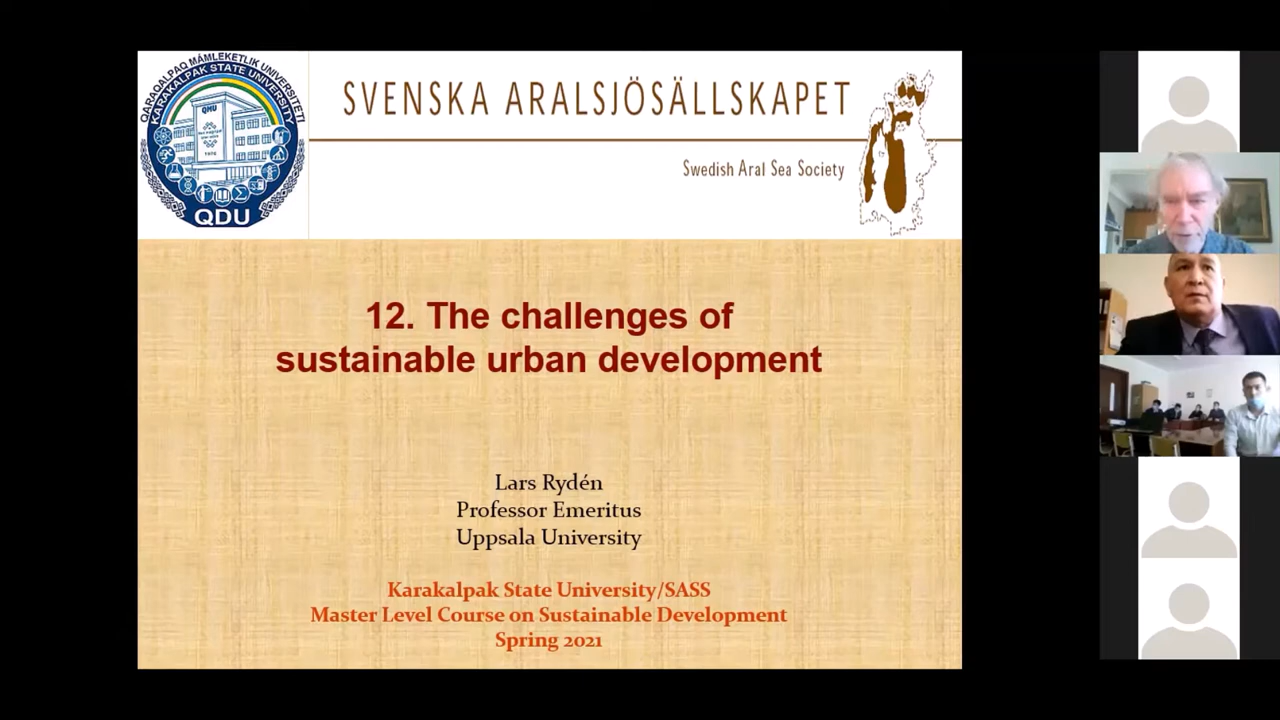 QARAQALPAQ MÁMLEKETLIK UNIVERSITETI
KARAKALPAK STATE UNIVERSITY
QMU
QDU
SVENSKA ARALSJÖSÄLLSKAPET
Swedish Aral Sea Society
12. The challenges of
sustainable urban development
Lars Rydén
Professor Emeritus
Uppsala University
Karakalpak State University/SASS
Master Level Course on Sustainable Development
Spring 2021